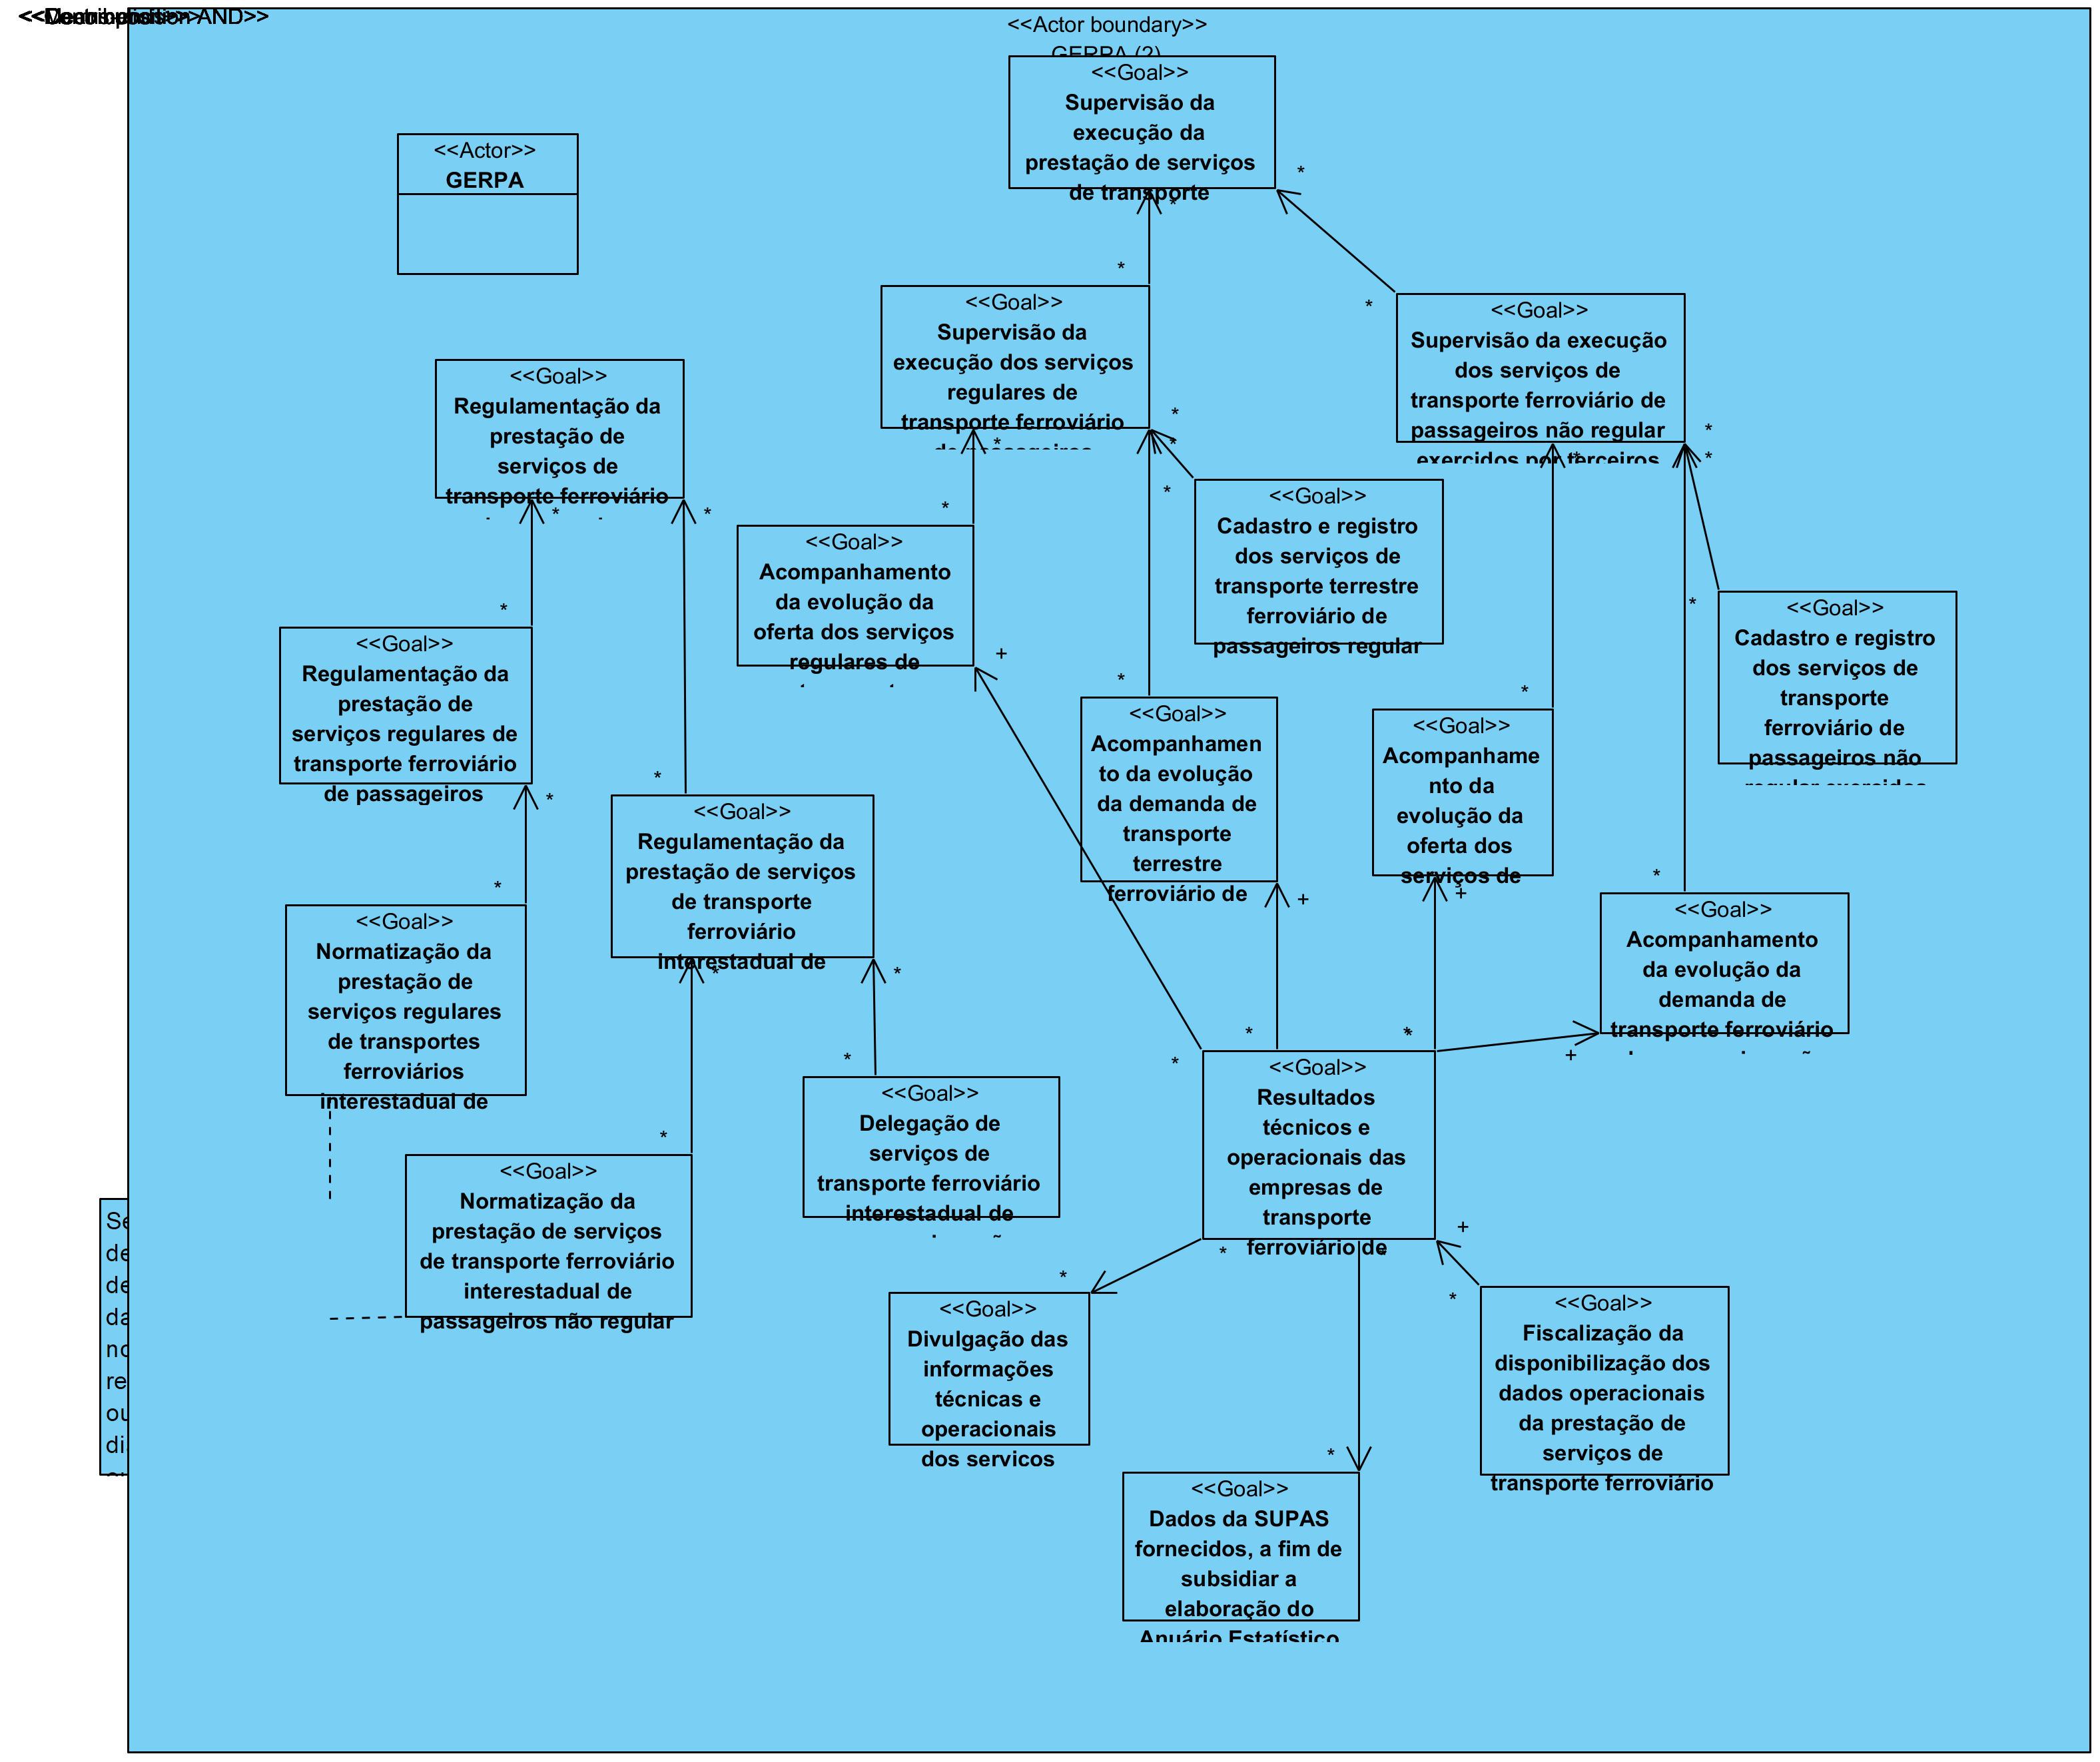 <<Actor boundary>>
GERPA (2)
<<Goal>>
Supervisão da
execução da
prestação de serviços
de transporte
<<Actor>>
GERPA
<<Goal>>
Supervisão da
execução dos serviços
regulares de
transporte ferroviário
de passageiros
<<Goal>>
Supervisão da execução
dos serviços de
transporte ferroviário de
passageiros não regular
exercidos por terceiros
<<Goal>>
Regulamentação da
prestação de
serviços de
transporte ferroviário
<<Goal>>
Acompanhamento
da evolução da
oferta dos serviços
regulares de
<<Goal>>
Cadastro e registro
dos serviços de
transporte terrestre
ferroviário de
passageiros regular
<<Goal>>
Cadastro e registro
dos serviços de
transporte
ferroviário de
passageiros não
regular exercidos
<<Goal>>
Regulamentação da
prestação de
serviços regulares de
transporte ferroviário
de passageiros
<<Goal>>
Regulamentação da
prestação de serviços
de transporte
ferroviário
interestadual de
<<Goal>>
Acompanhamen
to da evolução
da demanda de
transporte
terrestre
ferroviário de
<<Goal>>
Acompanhame
nto da
evolução da
oferta dos
serviços de
<<Goal>>
Acompanhamento
da evolução da
demanda de
transporte ferroviário
<<Goal>>
Normatização da
prestação de
serviços regulares
de transportes
ferroviários
interestadual de
<<Goal>>
Normatização da
prestação de serviços
de transporte ferroviário
interestadual de
passageiros não regular
<<Goal>>
Delegação de
serviços de
transporte ferroviário
interestadual de
<<Goal>>
Resultados
técnicos e
operacionais das
empresas de
transporte
ferroviário de
<<Goal>>
Divulgação das
informações
técnicas e
operacionais
dos servicos
<<Goal>>
Fiscalização da
disponibilização dos
dados operacionais
da prestação de
serviços de
transporte ferroviário
<<Goal>>
Dados da SUPAS
fornecidos, a fim de
subsidiar a
elaboração do
Anuário Estatístico
Se
de
de
da
no
re
ou
di